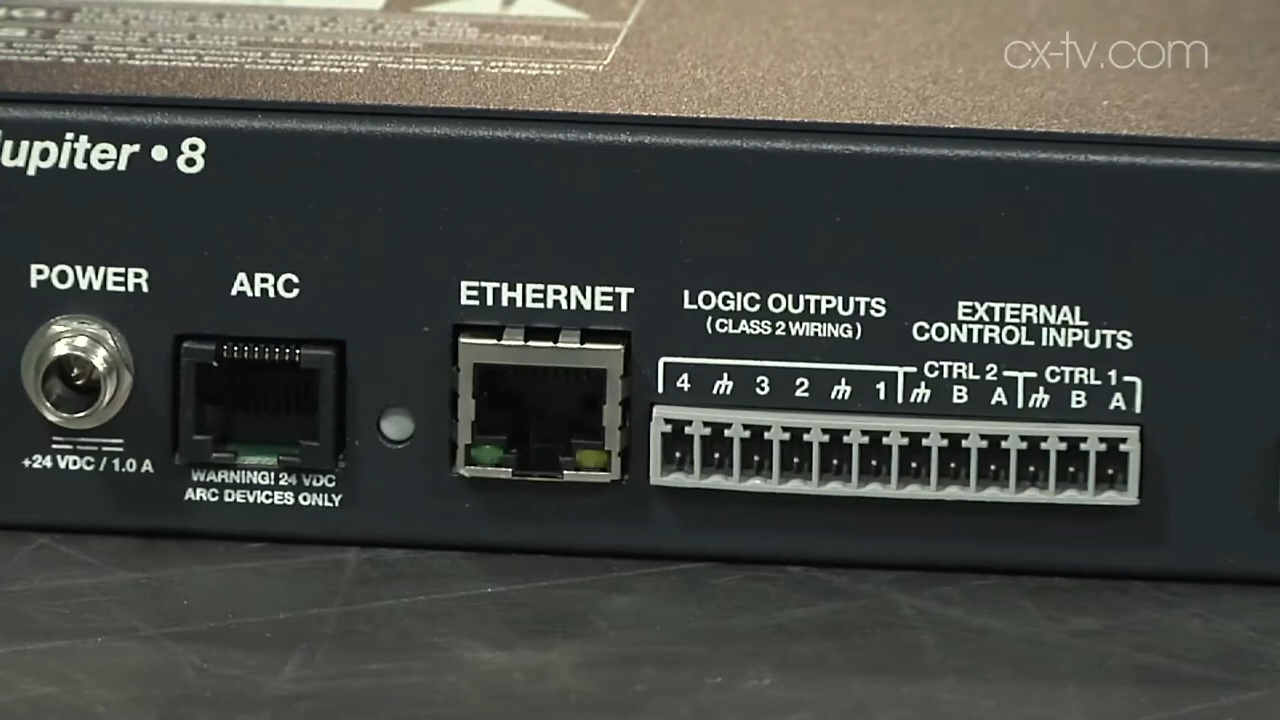 cx-tv.com
Jupiter • 8
POWER
ARC
ETHERNET
LOGIC OUTPUTS
(CLASS 2 WIRING)
EXTERNAL
CONTROL INPUTS
CTRL 2
CTRL 1
4 3 2 1 B A B A
+24 VDC / 1.0 A
WARNING! 24 VDC
ARC DEVICES ONLY